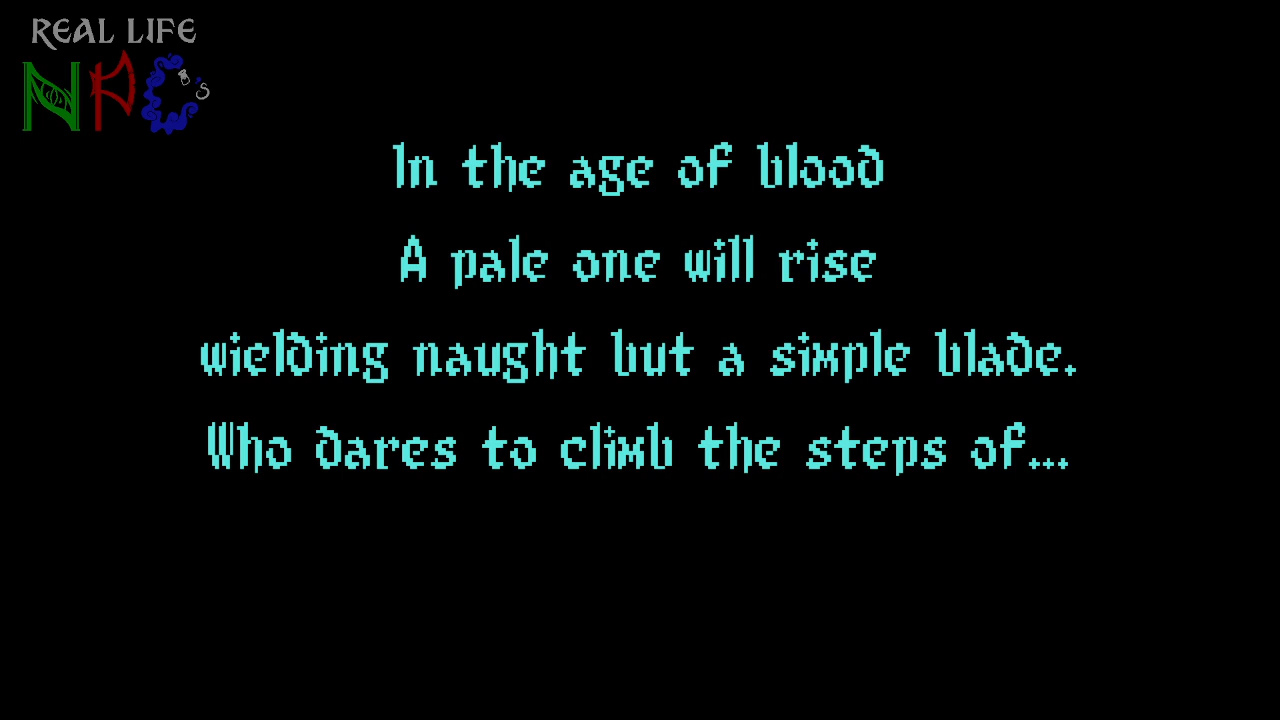 REAL LIFE
NPC's
In the age of blood
A pale one will rise
wielding naught but a simple blade.
Who dares to climb the steps of...